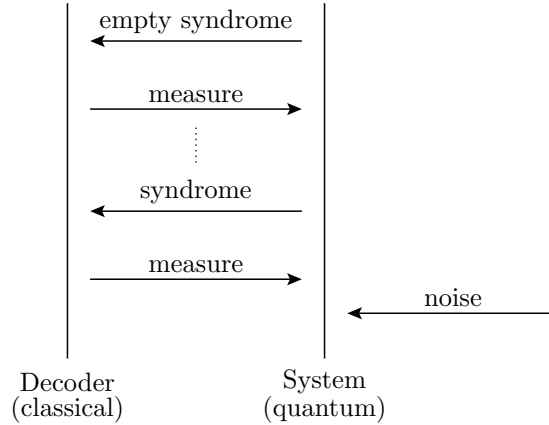 empty syndrome
measure
syndrome
measure
noise
Decoder
(classical)
System
(quantum)